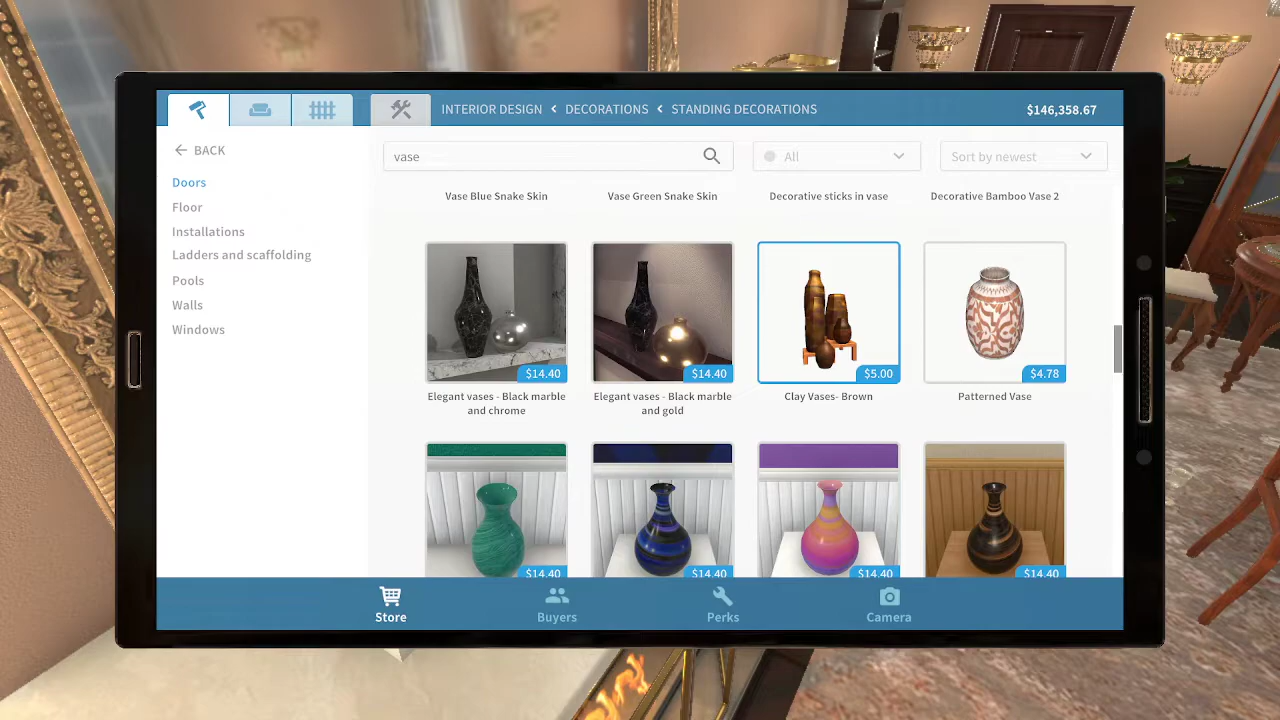 INTERIOR DESIGN < DECORATIONS < STANDING DECORATIONS
$146,358.67
BACK
Doors
Floor
Installations
Ladders and scaffolding
Pools
Walls
Windows
vase
All
Sort by newest
Vase Blue Snake Skin
Vase Green Snake Skin
Decorative sticks in vase
Decorative Bamboo Vase 2
$14.40
$14.40
$5.00
$4.78
Elegant vases - Black marble
and chrome
Elegant vases - Black marble
and gold
Clay Vases- Brown
Patterned Vase
$14.40
$14.40
$14.40
$14.40
Store
Buyers
Perks
Camera